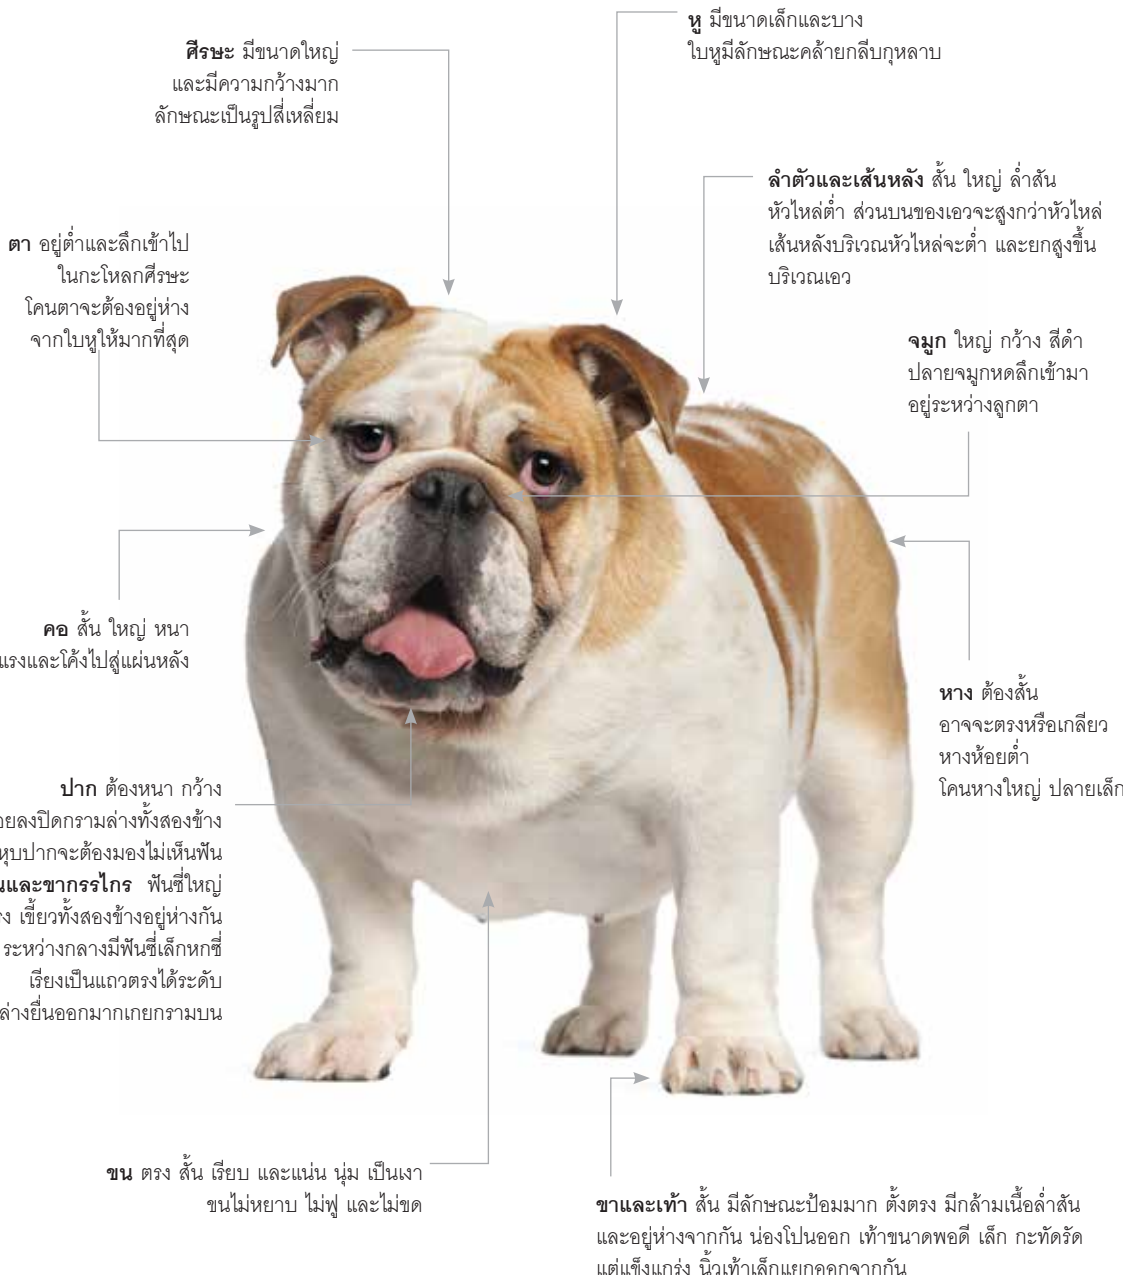 ศีรษะ มีขนาดใหญ่
และมีความกว้างมาก
ลักษณะเป็นรูปสี่เหลี่ยม
หู มีขนาดเล็กและบาง
ใบหูมีลักษณะคล้ายกลีบกุหลาบ
ลำตัวและเส้นหลัง สั้น ใหญ่ ล่ำสัน
หัวไหล่ต่ำ ส่วนบนของเอวจะสูงกว่าหัวไหล่
เส้นหลังบริเวณหัวไหล่จะต่ำ และยกสูงขึ้น
บริเวณเอว
ตา อยู่ต่ำและลึกเข้าไป
ในกะโหลกศีรษะ
โคนตาจะต้องอยู่ห่าง
จากใบหูให้มากที่สุด
จมูก ใหญ่ กว้าง สีดำ
ปลายจมูกหดลึกเข้ามา
อยู่ระหว่างลูกตา
คอ สั้น ใหญ่ หนา
แรงและโค้งไปสู่แผ่นหลัง
หาง ต้องสั้น
อาจจะตรงหรือเกลียว
หางห้อยต่ำ
โคนหางใหญ่ ปลายเล็ก
ปาก ต้องหนา กว้าง
อยลงปิดกรามล่างทั้งสองข้าง
หุบปากจะต้องมองไม่เห็นฟัน
และขากรรไกร ฟันซี่ใหญ่
เขี้ยวทั้งสองข้างอยู่ห่างกัน
ระหว่างกลางมีฟันซี่เล็กหกซี่
เรียงเป็นแถวตรงได้ระดับ
ล่างยื่นออกมากเกยกรามบน
ขน ตรง สั้น เรียบ และแน่น นุ่ม เป็นเงา
ขนไม่หยาบ ไม่ฟู และไม่ขด
ขาและเท้า สั้น มีลักษณะป้อมมาก ตั้งตรง มีกล้ามเนื้อล่ำสัน
และอยู่ห่างจากกัน น่องโปนออก เท้าขนาดพอดี เล็ก กะทัดรัด
แต่แข็งแกร่ง นิ้วเท้าเล็กแยกออกจากกัน